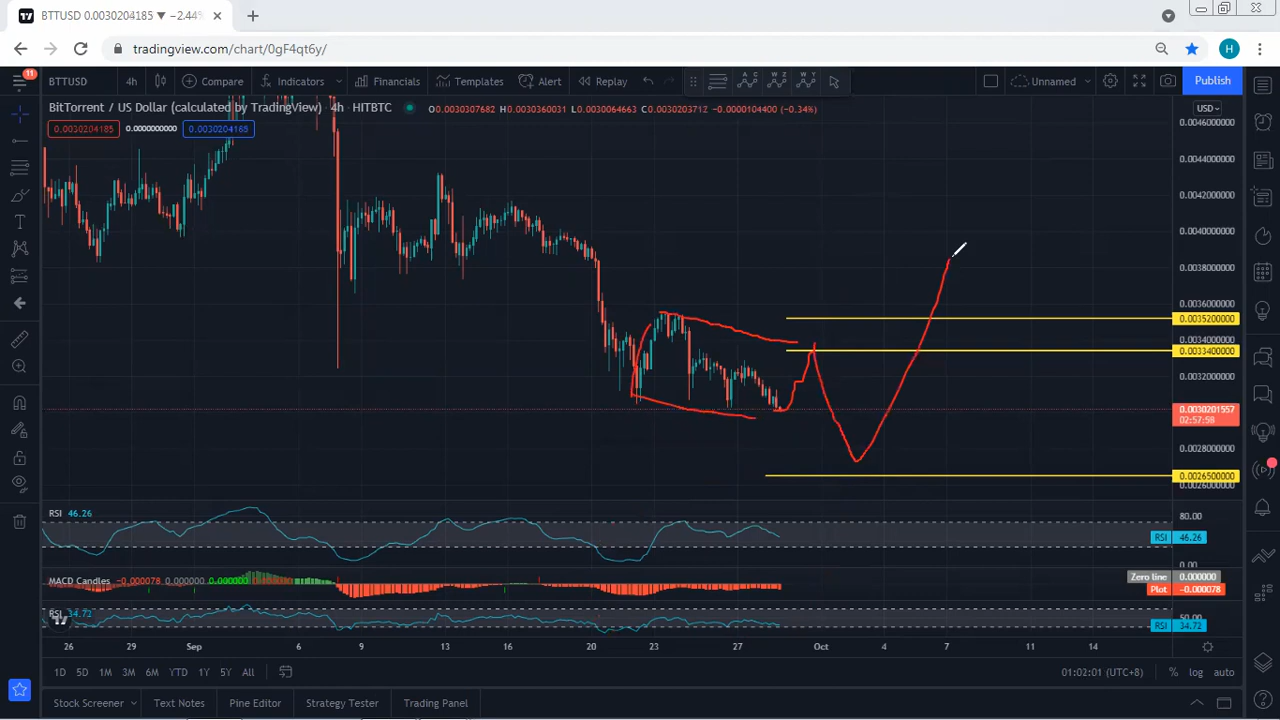 BTTUSD 0.0030204185 ▼ −2.44%
tradingview.com/chart/0gF4qt6y/
H
11
BTTUSD 4h Compare Indicators Financials Templates Alert Replay Unnamed Publish
BitTorrent / US Dollar (calculated by TradingView) · 4h · HITBTC O0.0030307682 H0.0030360031 L0.0030064663 C0.0030203712 −0.0000104400 (−0.34%)
0.0030204185 0.000000000 0.0030204185
USD
0.0046000000
0.0044000000
0.0042000000
0.0040000000
0.0038000000
0.0036000000
0.0035200000
0.0034000000
0.0033400000
0.0032000000
0.0030201557
02:57:58
0.0028000000
0.0026500000
0.0026000000
RSI 46.26
80.00
RSI 46.26
0.00
MACD Candles −0.000078 0.000000 0.000000
Zero line 0.000000
Plot −0.000078
RSI 34.72
50.00
RSI 34.72
26 29 Sep 6 9 13 16 20 23 27 Oct 4 7 11 14
1D 5D 1M 3M 6M YTD 1Y 5Y All 01:02:01 (UTC+8) % log auto
Stock Screener Text Notes Pine Editor Strategy Tester Trading Panel